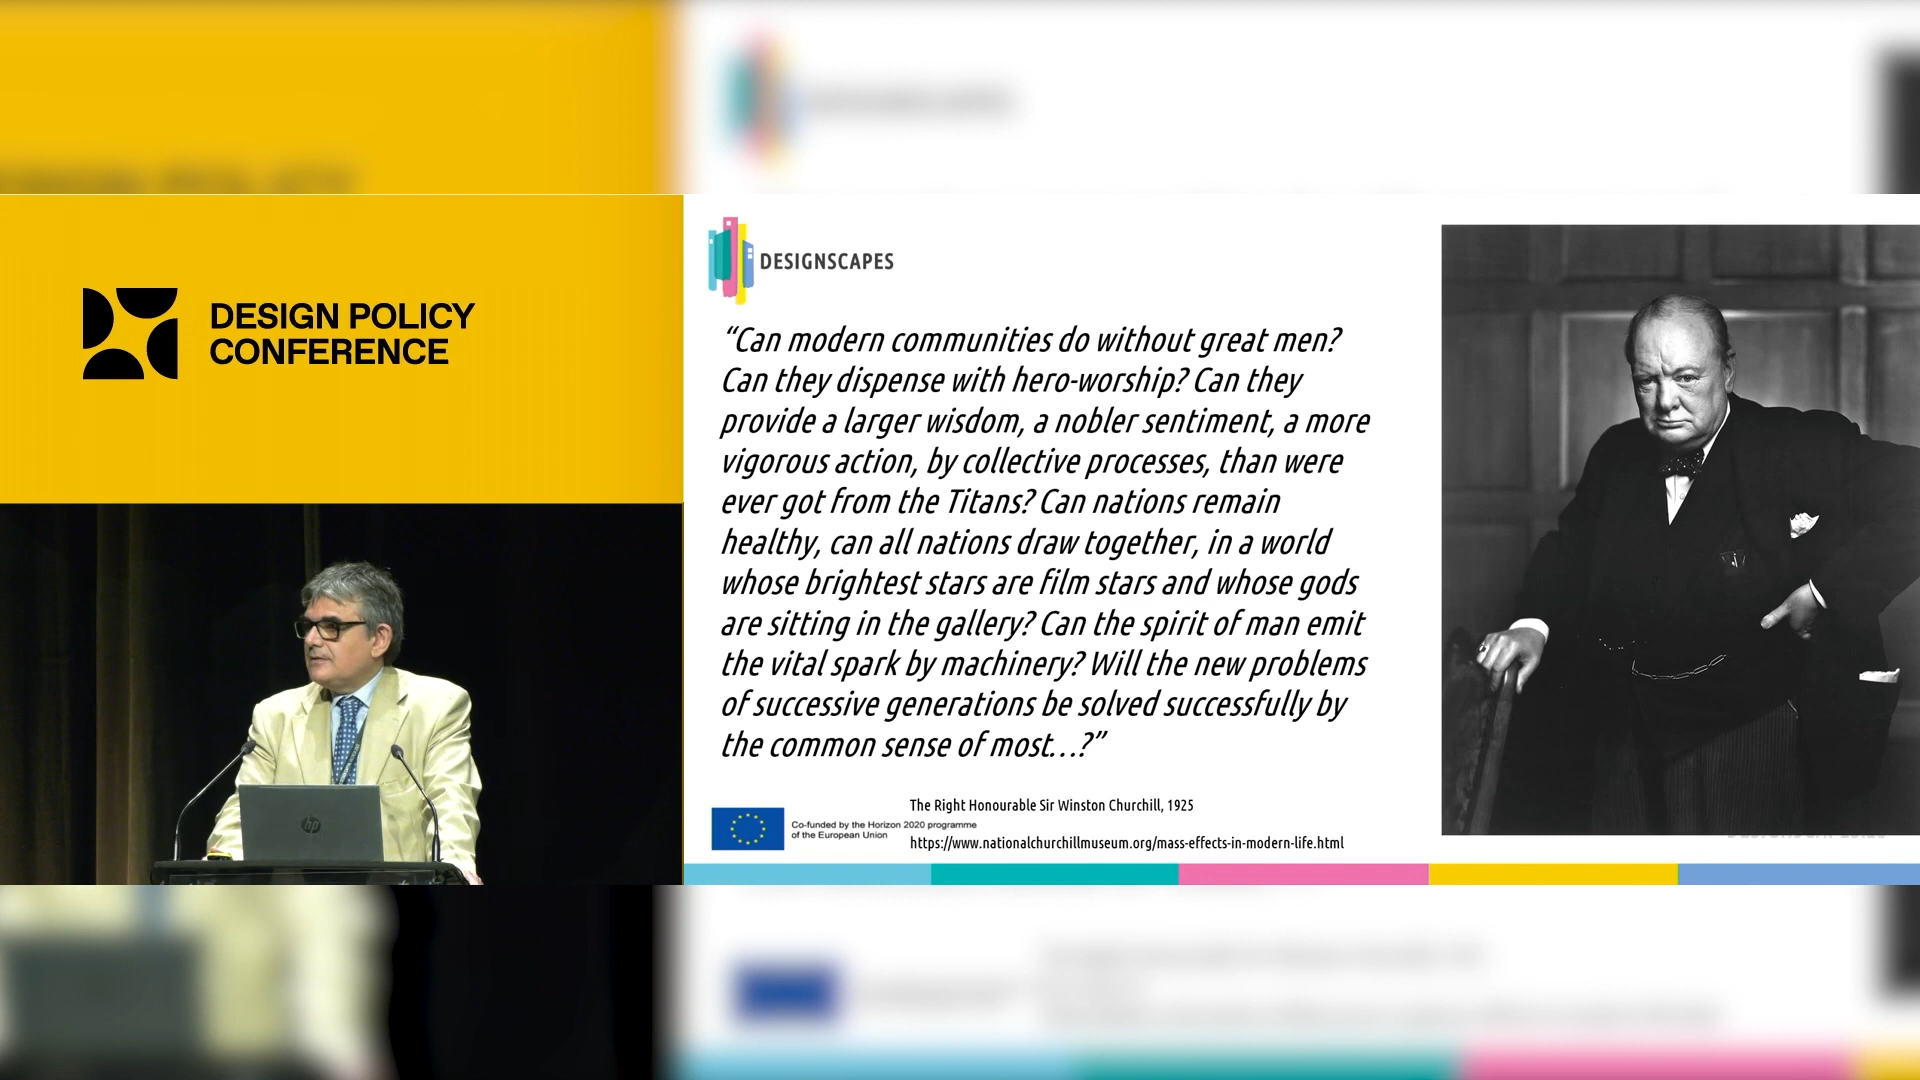 DESIGN POLICY
CONFERENCE
DESIGNSCAPES
“Can modern communities do without great men?
Can they dispense with hero-worship? Can they
provide a larger wisdom, a nobler sentiment, a more
vigorous action, by collective processes, than were
ever got from the Titans? Can nations remain
healthy, can all nations draw together, in a world
whose brightest stars are film stars and whose gods
are sitting in the gallery? Can the spirit of man emit
the vital spark by machinery? Will the new problems
of successive generations be solved successfully by
the common sense of most…?”
The Right Honourable Sir Winston Churchill, 1925
Co-funded by the Horizon 2020 programme
of the European Union
https://www.nationalchurchillmuseum.org/mass-effects-in-modern-life.html
hp